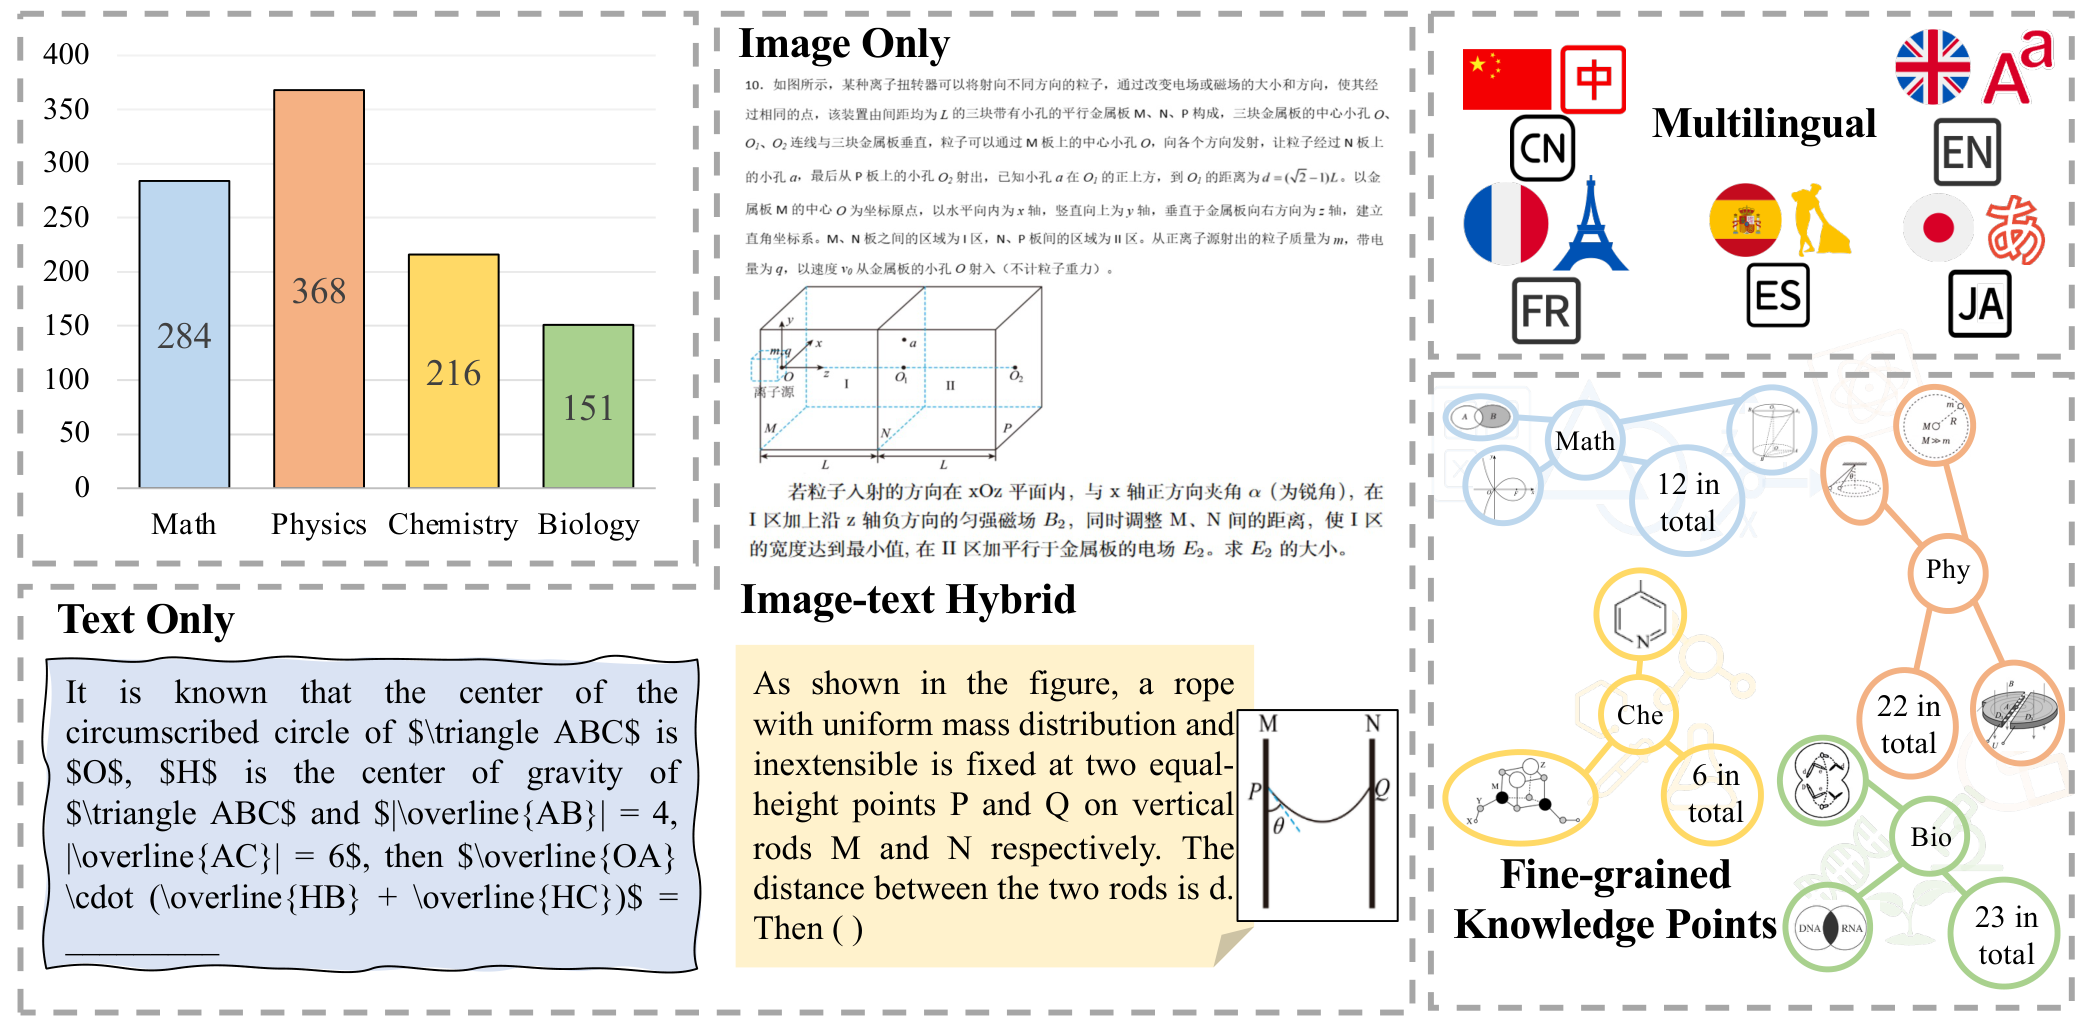 400
350
300
250
200
150
100
50
0
284
368
216
151
Math
Physics
Chemistry
Biology
Text Only
It is known that the center of the
circumscribed circle of $\triangle ABC$ is
$O$, $H$ is the center of gravity of
$\triangle ABC$ and $|\overline{AB}| = 4,
|\overline{AC}| = 6$, then $\overline{OA}
\cdot (\overline{HB} + \overline{HC})$ =
_________
Image Only
10. 如图所示，某种离子扭转器可以将射向不同方向的粒子，通过改变电场或磁场的大小和方向，使其经
过相同的点，该装置由间距均为 L 的三块带有小孔的平行金属板 M、N、P 构成，三块金属板的中心小孔 O、
O₁、O₂ 连线与三块金属板垂直，粒子可以通过 M 板上的中心小孔 O，向各个方向发射，让粒子经过 N 板上
的小孔 a，最后从 P 板上的小孔 O₂ 射出，已知小孔 a 在 O₁ 的正上方，到 O₁ 的距离为 d = (√2 −1)L。以金
属板 M 的中心 O 为坐标原点，以水平向内为 x 轴，竖直向上为 y 轴，垂直于金属板向右方向为 z 轴，建立
直角坐标系。M、N 板之间的区域为 I 区，N、P 板间的区域为 II 区。从正离子源射出的粒子质量为 m，带电
量为 q，以速度 v₀ 从金属板的小孔 O 射入（不计粒子重力）。
y
x
m,q
a
O
z
O₁
O₂
I
II
离子源
M
N
P
L
L
若粒子入射的方向在 xOz 平面内，与 x 轴正方向夹角 α（为锐角），在
I 区加上沿 z 轴负方向的匀强磁场 B₂，同时调整 M、N 间的距离，使 I 区
的宽度达到最小值, 在 II 区加平行于金属板的电场 E₂。求 E₂ 的大小。
Image-text Hybrid
As shown in the figure, a rope
with uniform mass distribution and
inextensible is fixed at two equal-
height points P and Q on vertical
rods M and N respectively. The
distance between the two rods is d.
Then ( )
M
N
P
Q
θ
中
CN
Multilingual
Aa
EN
FR
ES
あ
JA
A
B
Math
12 in
total
m
M
R
M≫m
Phy
22 in
total
B
U
N
Che
Z
M
Y
X
6 in
total
Bio
DNA
RNA
23 in
total
Fine-grained
Knowledge Points